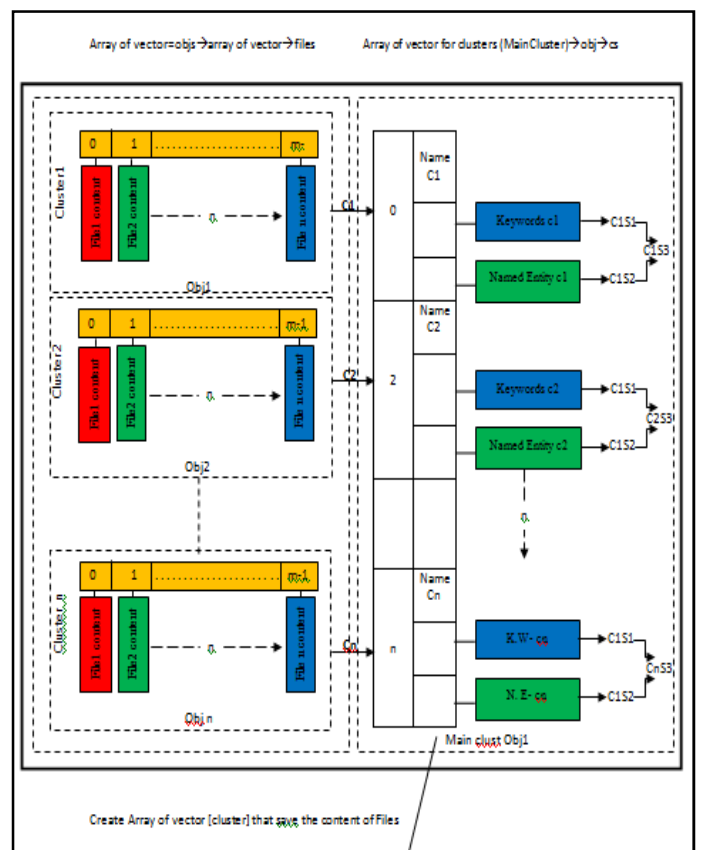 Array of vector=objs→array of vector→files
Array of vector for clusters (MainCluster)→obj→cs
Cluster1
0 1 ........................ m-
File1 content
File2 content
n
File n content
Obj1
C1
0
Name C1
Keywords c1
C1S1
Named Entity c1
C1S2
C1S3
Cluster2
0 1 ........................ m-1
File1 content
File2 content
n
File n content
Obj2
C2
2
Name C2
Keywords c2
C1S1
Named Entity c2
C1S2
C2S3
n
Cluster n
0 1 ........................ m-1
File1 content
File2 content
n
File n content
Obj n
Cn
n
Name Cn
K.W- cn
C1S1
N. E- cn
C1S2
CnS3
Main clust Obj1
Create Array of vector [cluster] that save the content of Files